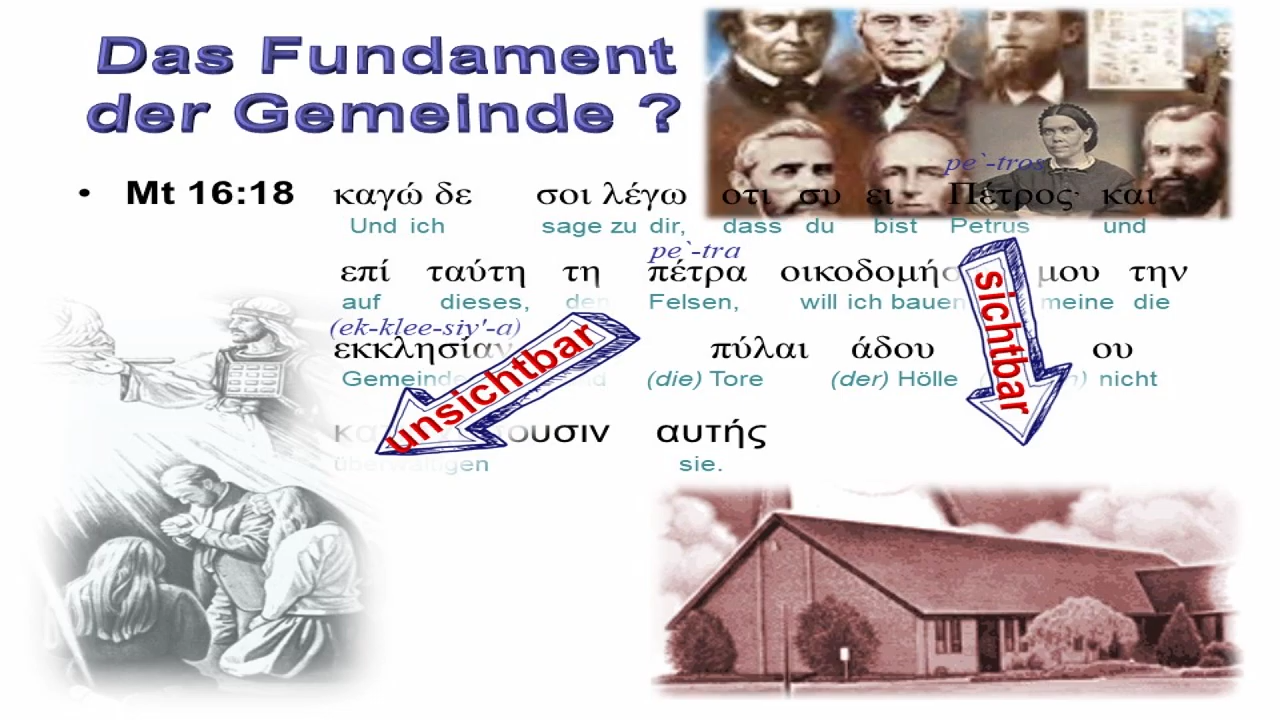 Das Fundament
der Gemeinde ?
pe`-tros
• Mt 16:18 καγώ δε σοι λέγω οτι συ ει Πέτρος· και
Und ich sage zu dir, dass du bist Petrus und
pe`-tra
επί ταύτη τη πέτρα μου την
auf dieses, den Felsen, will ich bauen meine die
(ek-klee-siy'-a)
εκκλησίαν πύλαι άδου ου
Gemeinde (die) Tore (der) Hölle nicht
αυτής
überwältigen sie.
unsichtbar
sichtbar